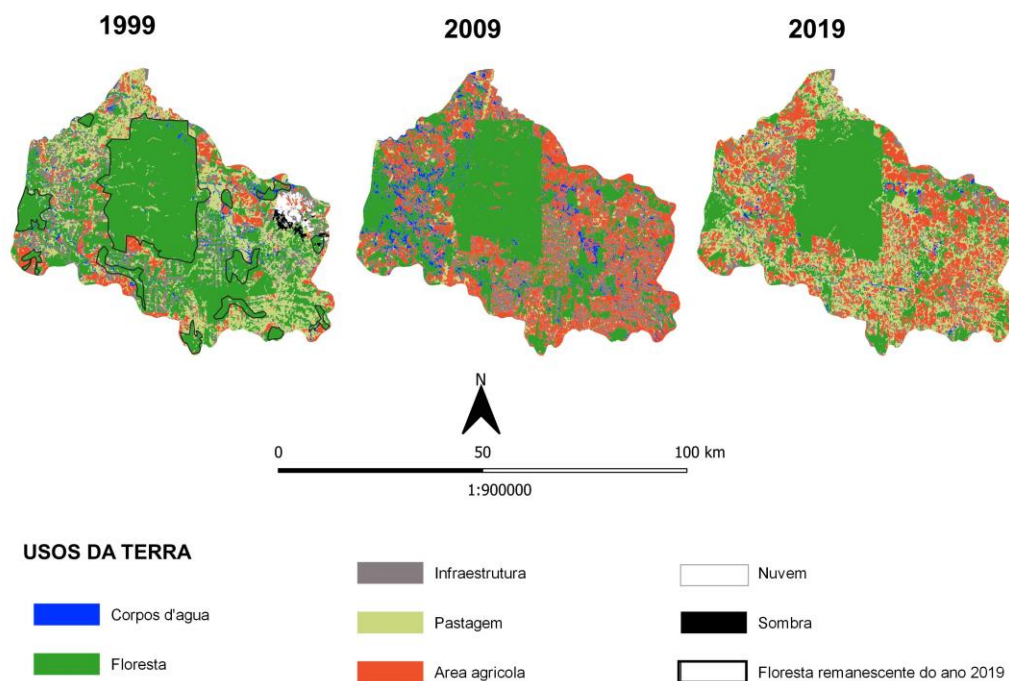 1999 2009 2019
N
0 50 100 km
1:900000
USOS DA TERRA
Corpos d'agua
Floresta
Infraestrutura
Pastagem
Area agricola
Nuvem
Sombra
Floresta remanescente do ano 2019